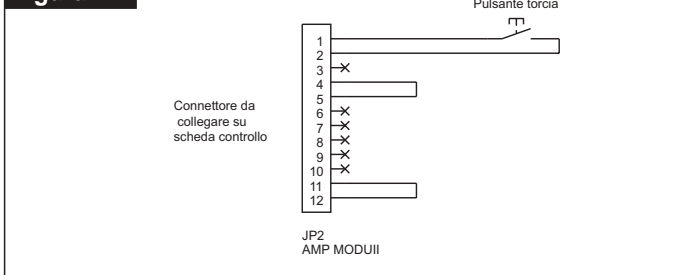 Pulsante torcia
1
2
3
4
5
6
7
8
9
10
11
12
Connettore da
collegare su
scheda controllo
JP2
AMP MODUII